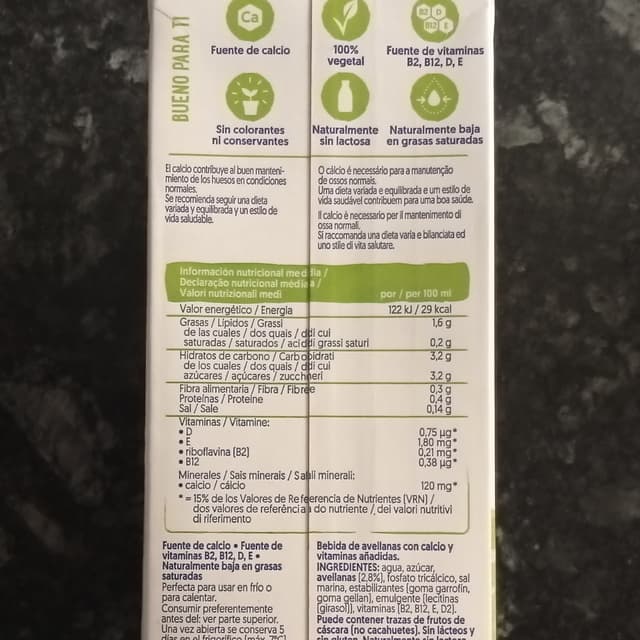 BUENO PARA TI
Ca
B2 D
B12 E
Fuente de calcio
100%
vegetal
Fuente de vitaminas
B2, B12, D, E
Sin colorantes
ni conservantes
Naturalmente
sin lactosa
Naturalmente baja
en grasas saturadas
El calcio contribuye al buen manteni-
miento de los huesos en condiciones
normales.
Se recomienda seguir una dieta
variada y equilibrada y un estilo de
vida saludable.
O cálcio é necessário para a manutenção
de ossos normais.
Uma dieta variada e equilibrada e um estilo de
vida saudável contribuem para uma boa saúde.
Il calcio è necessario per il mantenimento di
ossa normali.
Si raccomanda una dieta varia e bilanciata ed
uno stile di vita salutare.
Información nutricional media /
Declaração nutricional média /
Valori nutrizionali medi por / per 100 ml
Valor energético / Energia 122 kJ / 29 kcal
Grasas / Lípidos / Grassi 1,6 g
de las cuales / dos quais / di cui
saturadas / saturados / acidi grassi saturi 0,2 g
Hidratos de carbono / Carboidrati 3,2 g
de los cuales / dos quais / di cui
azúcares / açúcares / zuccheri 3,2 g
Fibra alimentaria / Fibra / Fibre 0,3 g
Proteínas / Proteine 0,4 g
Sal / Sale 0,14 g
Vitaminas / Vitamine:
• D 0,75 µg*
• E 1,80 mg*
• riboflavina (B2) 0,21 mg*
• B12 0,38 µg*
Minerales / Sais minerais / Sali minerali:
• calcio / cálcio 120 mg*
* = 15% de los Valores de Referencia de Nutrientes (VRN) /
dos valores de referência do nutriente / dei valori nutritivi
di riferimento
Fuente de calcio • Fuente de
vitaminas B2, B12, D, E •
Naturalmente baja en grasas
saturadas
Perfecta para usar en frío o
para calentar.
Consumir preferentemente
antes del: ver parte superior.
Una vez abierta se conserva 5
Bebida de avellanas con calcio y
vitaminas añadidas.
INGREDIENTES: agua, azúcar,
avellanas (2,8%), fosfato tricálcico, sal
marina, estabilizantes (goma garrofín,
goma gellan), emulgente (lecitinas
(girasol)), vitaminas (B2, B12, E, D2).
Puede contener trazas de frutos de
cáscara (no cacahuetes). Sin lácteos y